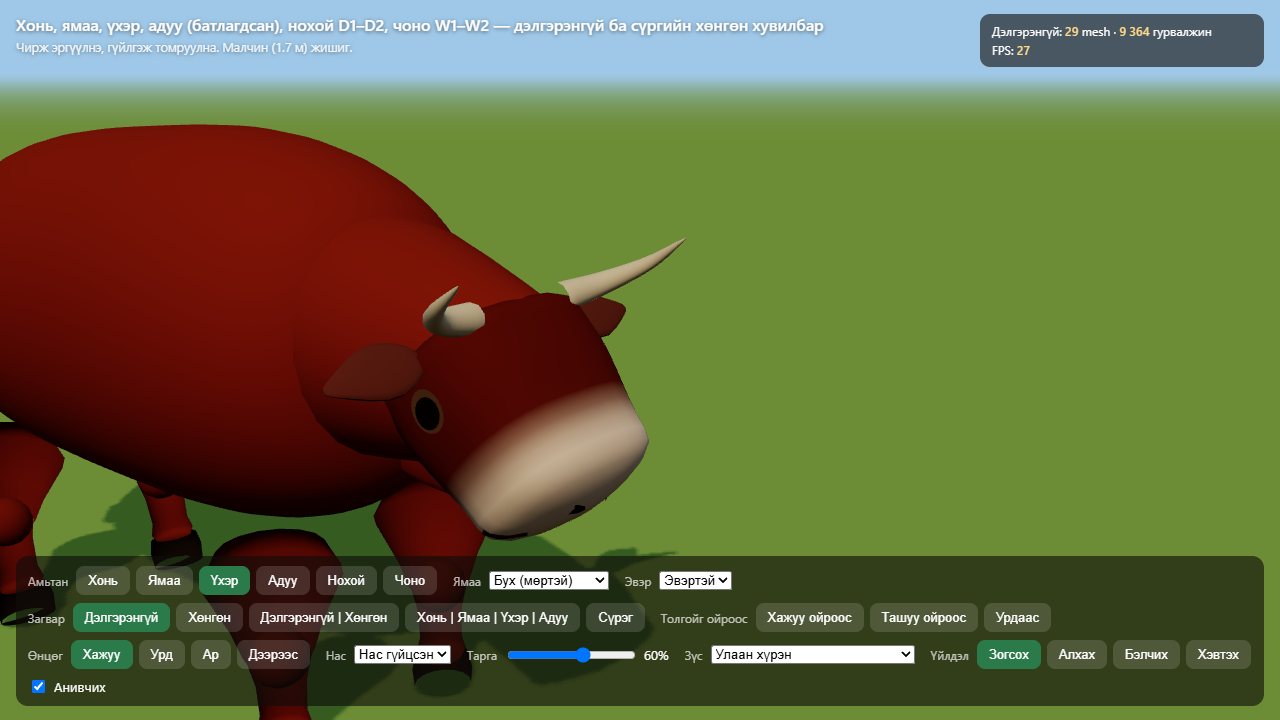 Хонь, ямаа, үхэр, адуу (батлагдсан), нохой D1–D2, чоно W1–W2 — дэлгэрэнгүй ба сүргийн хөнгөн хувилбар
Чирж эргүүлнэ, гүйлгэж томруулна. Малчин (1.7 м) жишиг.
Дэлгэрэнгүй: 29 mesh · 9 364 гурвалжин
FPS: 27
Амьтан Хонь Ямаа Үхэр Адуу Нохой Чоно Ямаа Бух (мөртэй) Эвэр Эвэртэй
Загвар Дэлгэрэнгүй Хөнгөн Дэлгэрэнгүй | Хөнгөн Хонь | Ямаа | Үхэр | Адуу Сүрэг Толгойг ойроос Хажуу ойроос Ташуу ойроос Урдаас
Өнцөг Хажуу Урд Ар Дээрээс Нас Нас гүйцсэн Тарга 60% Зүс Улаан хүрэн Үйлдэл Зогсох Алхах Бэлчих Хэвтэх
Анивчих